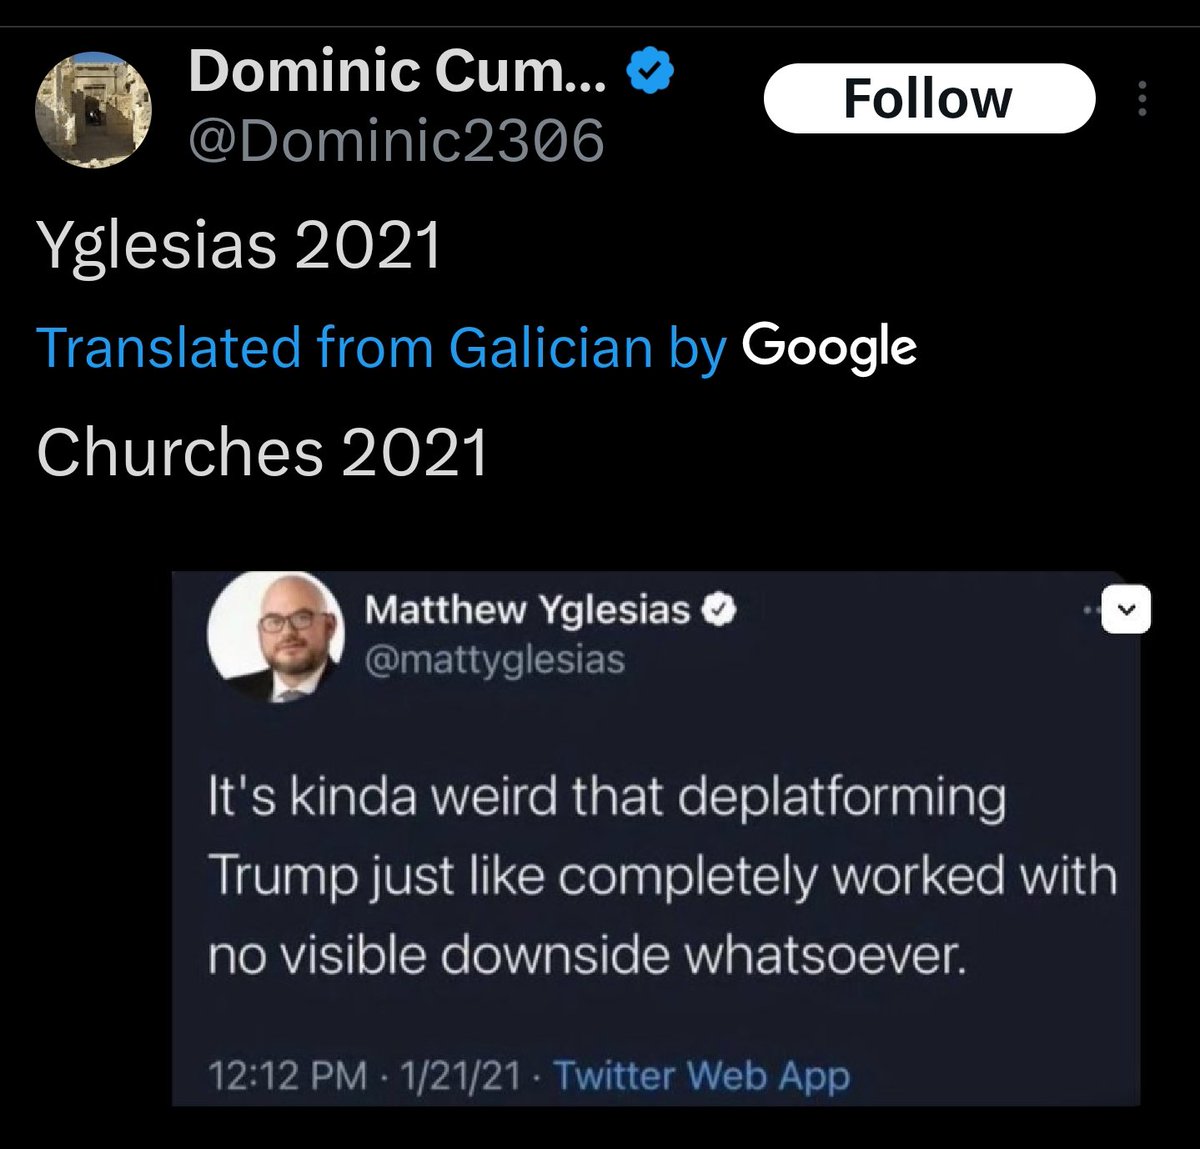 Dominic Cum...
@Dominic2306
Follow
Yglesias 2021
Translated from Galician by Google
Churches 2021
Matthew Yglesias
@mattyglesias
It's kinda weird that deplatforming
Trump just like completely worked with
no visible downside whatsoever.
12:12 PM · 1/21/21 · Twitter Web App